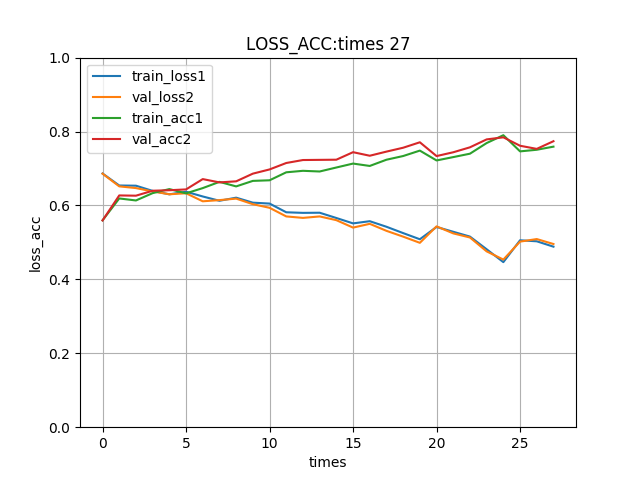 LOSS_ACC:times 27
1.0
0.8
0.6
0.4
0.2
0.0
loss_acc
train_loss1
val_loss2
train_acc1
val_acc2
0 5 10 15 20 25
times